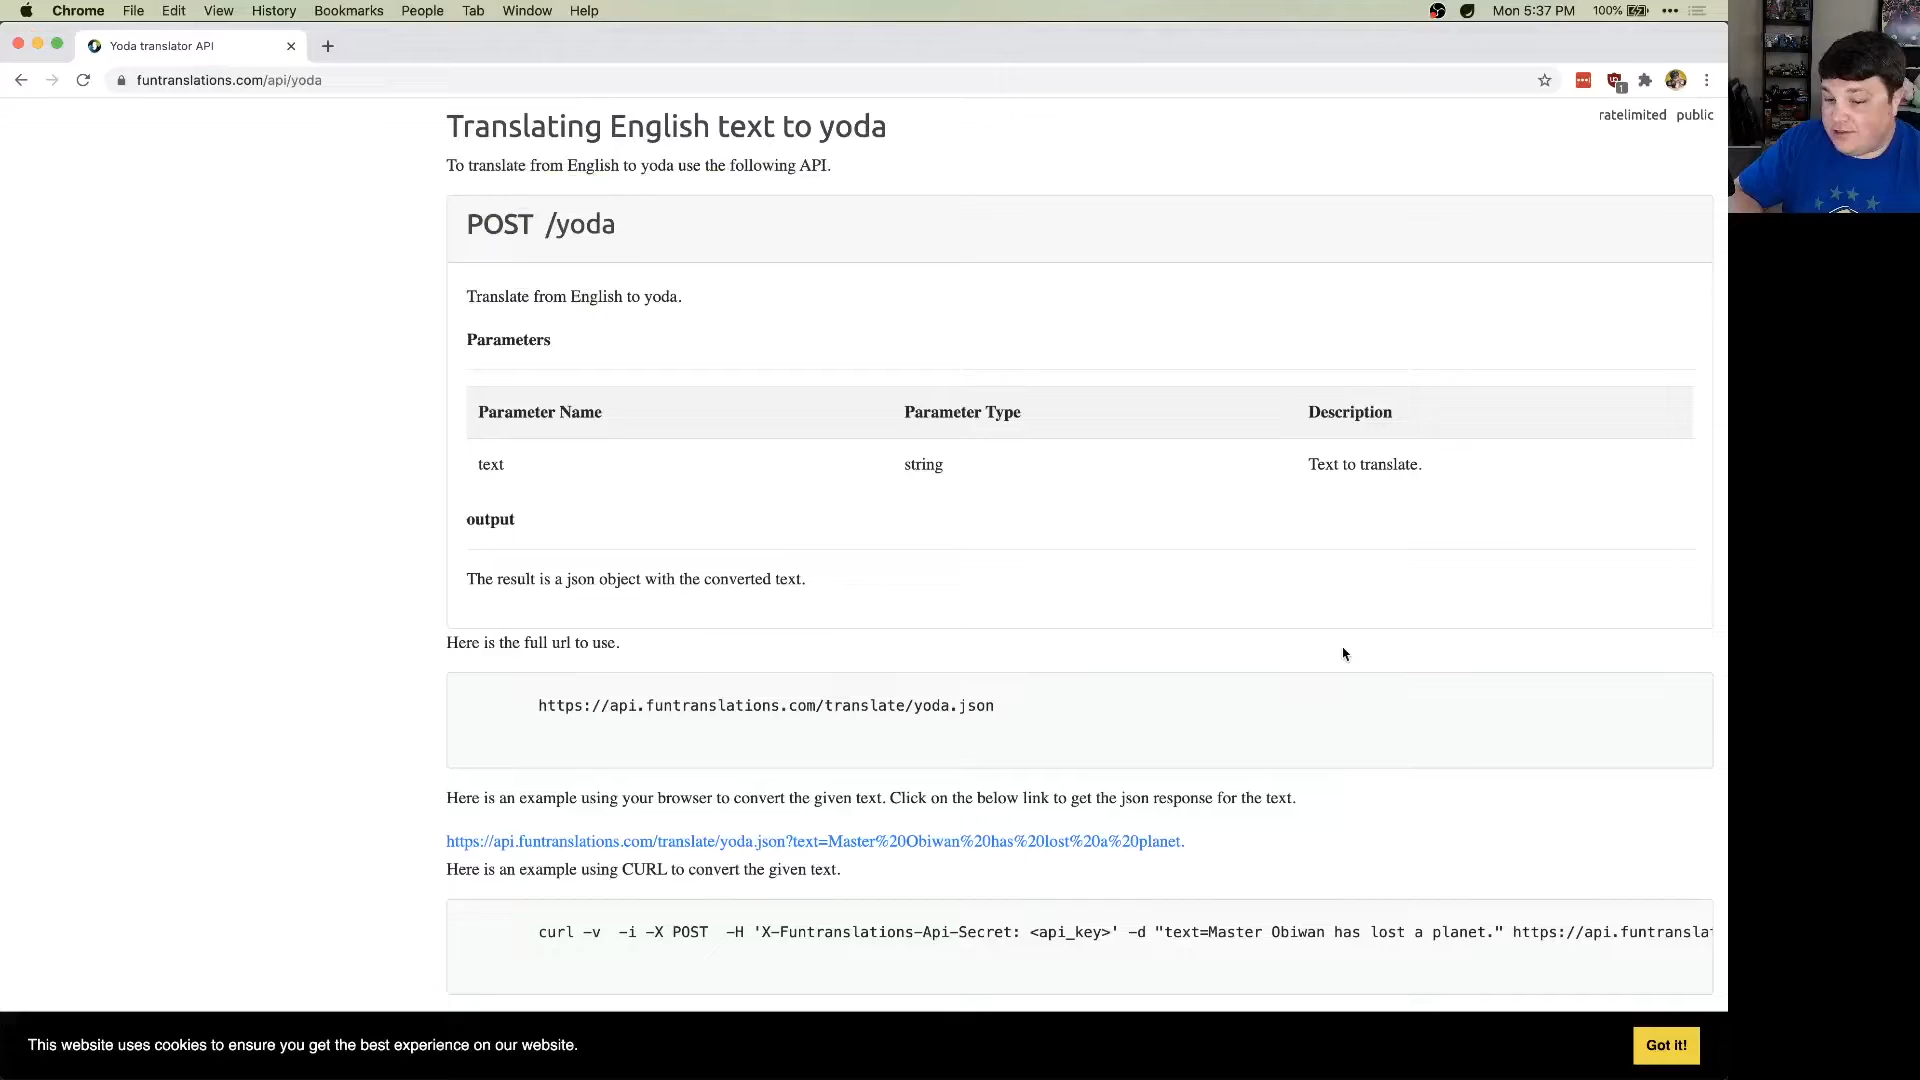 Chrome File Edit View History Bookmarks People Tab Window Help Mon 5:37 PM 100%
Yoda translator API
funtranslations.com/api/yoda
1
ratelimited public
Translating English text to yoda
To translate from English to yoda use the following API.
POST /yoda
Translate from English to yoda.
Parameters
Parameter Name Parameter Type Description
text string Text to translate.
output
The result is a json object with the converted text.
Here is the full url to use.
https://api.funtranslations.com/translate/yoda.json
Here is an example using your browser to convert the given text. Click on the below link to get the json response for the text.
https://api.funtranslations.com/translate/yoda.json?text=Master%20Obiwan%20has%20lost%20a%20planet.
Here is an example using CURL to convert the given text.
curl -v -i -X POST -H 'X-Funtranslations-Api-Secret: <api_key>' -d "text=Master Obiwan has lost a planet." https://api.funtransla
This website uses cookies to ensure you get the best experience on our website.
Got it!